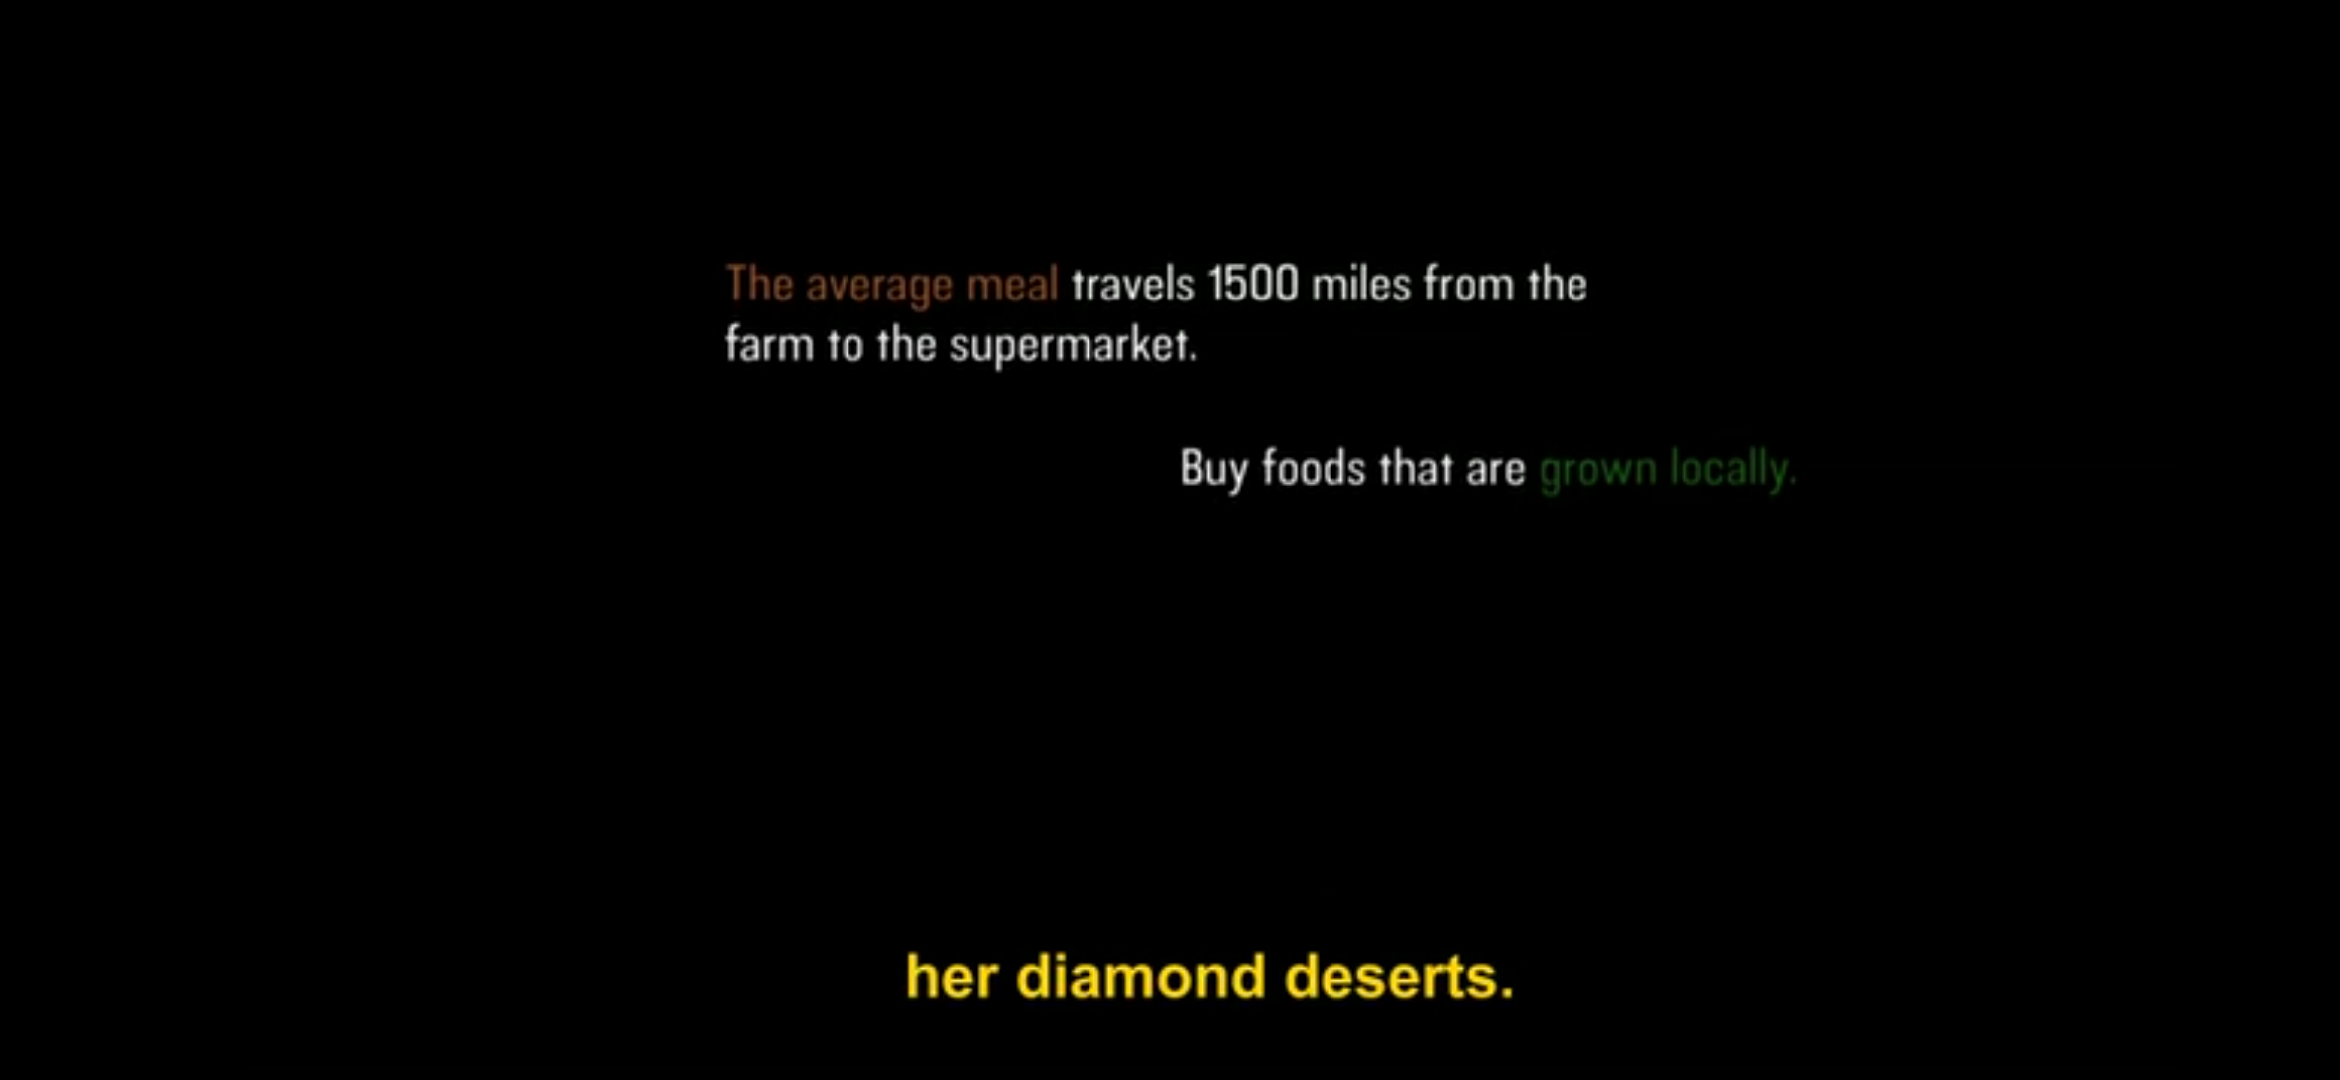 The average meal travels 1500 miles from the
farm to the supermarket.
Buy foods that are grown locally.
her diamond deserts.